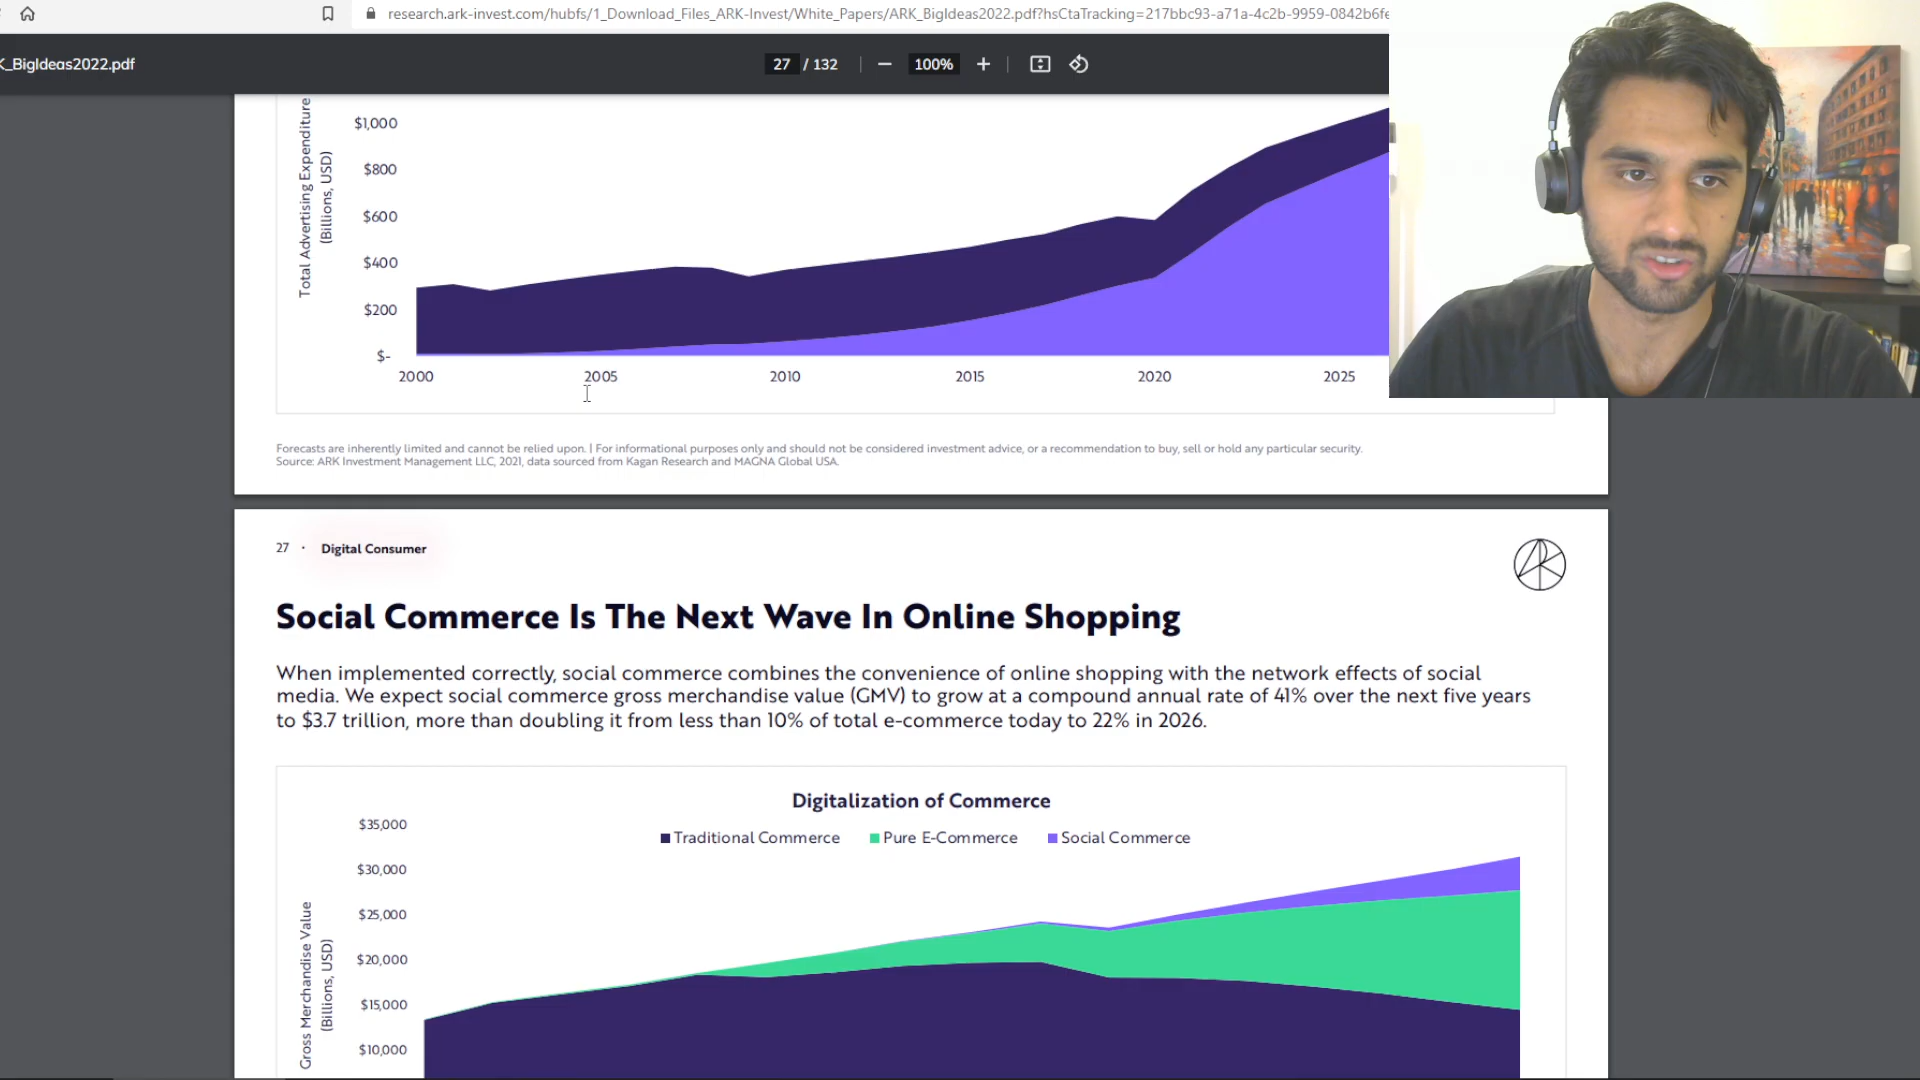 research.ark-invest.com/hubfs/1_Download_Files_ARK-Invest/White_Papers/ARK_BigIdeas2022.pdf?hsCtaTracking=217bbc93-a71a-4c2b-9959-0842b6fe
K_BigIdeas2022.pdf
27 / 132
100%
Total Advertising Expenditure
(Billions, USD)
$1,000
$800
$600
$400
$200
$-
2000 2005 2010 2015 2020 2025
Forecasts are inherently limited and cannot be relied upon. | For informational purposes only and should not be considered investment advice, or a recommendation to buy, sell or hold any particular security.
Source: ARK Investment Management LLC, 2021, data sourced from Kagan Research and MAGNA Global USA.
27 · Digital Consumer
Social Commerce Is The Next Wave In Online Shopping
When implemented correctly, social commerce combines the convenience of online shopping with the network effects of social
media. We expect social commerce gross merchandise value (GMV) to grow at a compound annual rate of 41% over the next five years
to $3.7 trillion, more than doubling it from less than 10% of total e-commerce today to 22% in 2026.
Digitalization of Commerce
Traditional Commerce Pure E-Commerce Social Commerce
Gross Merchandise Value
(Billions, USD)
$35,000
$30,000
$25,000
$20,000
$15,000
$10,000